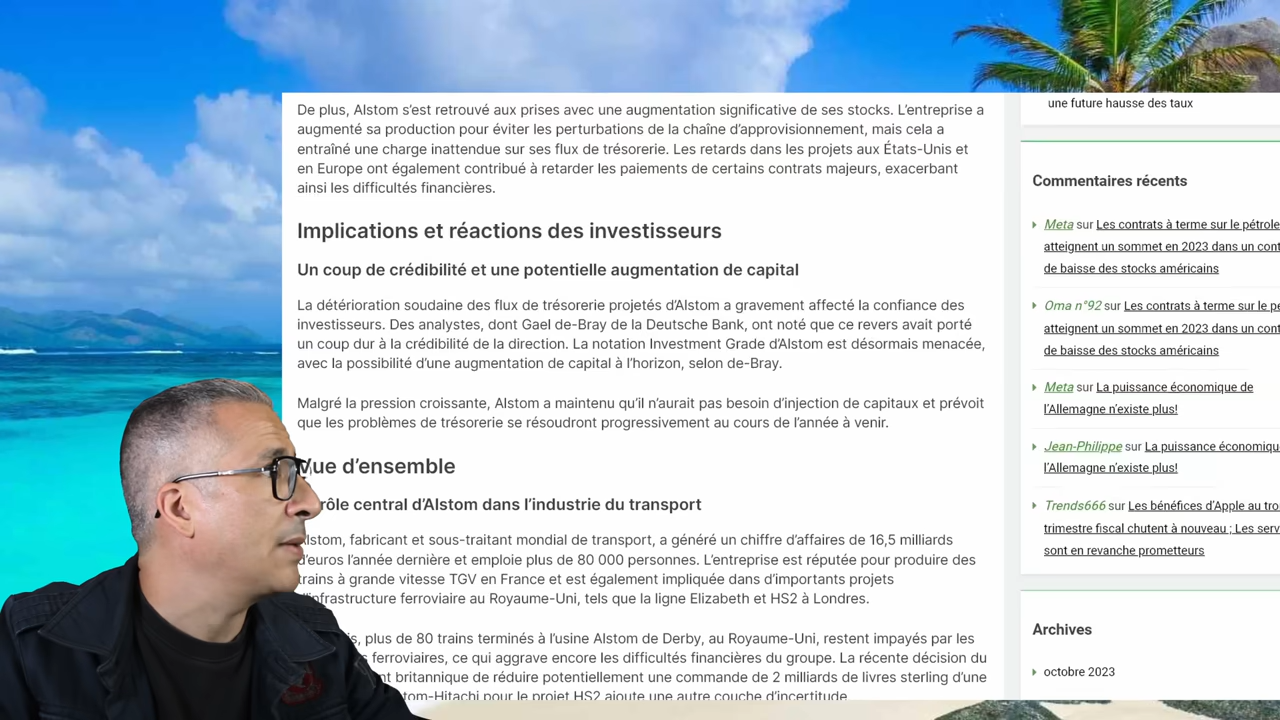 De plus, Alstom s'est retrouvé aux prises avec une augmentation significative de ses stocks. L'entreprise a
augmenté sa production pour éviter les perturbations de la chaîne d'approvisionnement, mais cela a
entraîné une charge inattendue sur ses flux de trésorerie. Les retards dans les projets aux États-Unis et
en Europe ont également contribué à retarder les paiements de certains contrats majeurs, exacerbant
ainsi les difficultés financières.
Implications et réactions des investisseurs
Un coup de crédibilité et une potentielle augmentation de capital
La détérioration soudaine des flux de trésorerie projetés d'Alstom a gravement affecté la confiance des
investisseurs. Des analystes, dont Gael de-Bray de la Deutsche Bank, ont noté que ce revers avait porté
un coup dur à la crédibilité de la direction. La notation Investment Grade d'Alstom est désormais menacée,
avec la possibilité d'une augmentation de capital à l'horizon, selon de-Bray.
Malgré la pression croissante, Alstom a maintenu qu'il n'aurait pas besoin d'injection de capitaux et prévoit
que les problèmes de trésorerie se résoudront progressivement au cours de l'année à venir.
Vue d'ensemble
rôle central d'Alstom dans l'industrie du transport
Alstom, fabricant et sous-traitant mondial de transport, a généré un chiffre d'affaires de 16,5 milliards
d'euros l'année dernière et emploie plus de 80 000 personnes. L'entreprise est réputée pour produire des
trains à grande vitesse TGV en France et est également impliquée dans d'importants projets
d'infrastructure ferroviaire au Royaume-Uni, tels que la ligne Elizabeth et HS2 à Londres.
plus de 80 trains terminés à l'usine Alstom de Derby, au Royaume-Uni, restent impayés par les
ferroviaires, ce qui aggrave encore les difficultés financières du groupe. La récente décision du
britannique de réduire potentiellement une commande de 2 milliards de livres sterling d'une
pour le projet HS2 ajoute une autre couche d'incertitude.
une future hausse des taux
Commentaires récents
Meta sur Les contrats à terme sur le pétrole
atteignent un sommet en 2023 dans un cont
de baisse des stocks américains
Oma n°92 sur Les contrats à terme sur le pé
atteignent un sommet en 2023 dans un cont
de baisse des stocks américains
Meta sur La puissance économique de
l'Allemagne n'existe plus!
Jean-Philippe sur La puissance économiqu
l'Allemagne n'existe plus!
Trends666 sur Les bénéfices d'Apple au tro
trimestre fiscal chutent à nouveau ; Les serv
sont en revanche prometteurs
Archives
octobre 2023